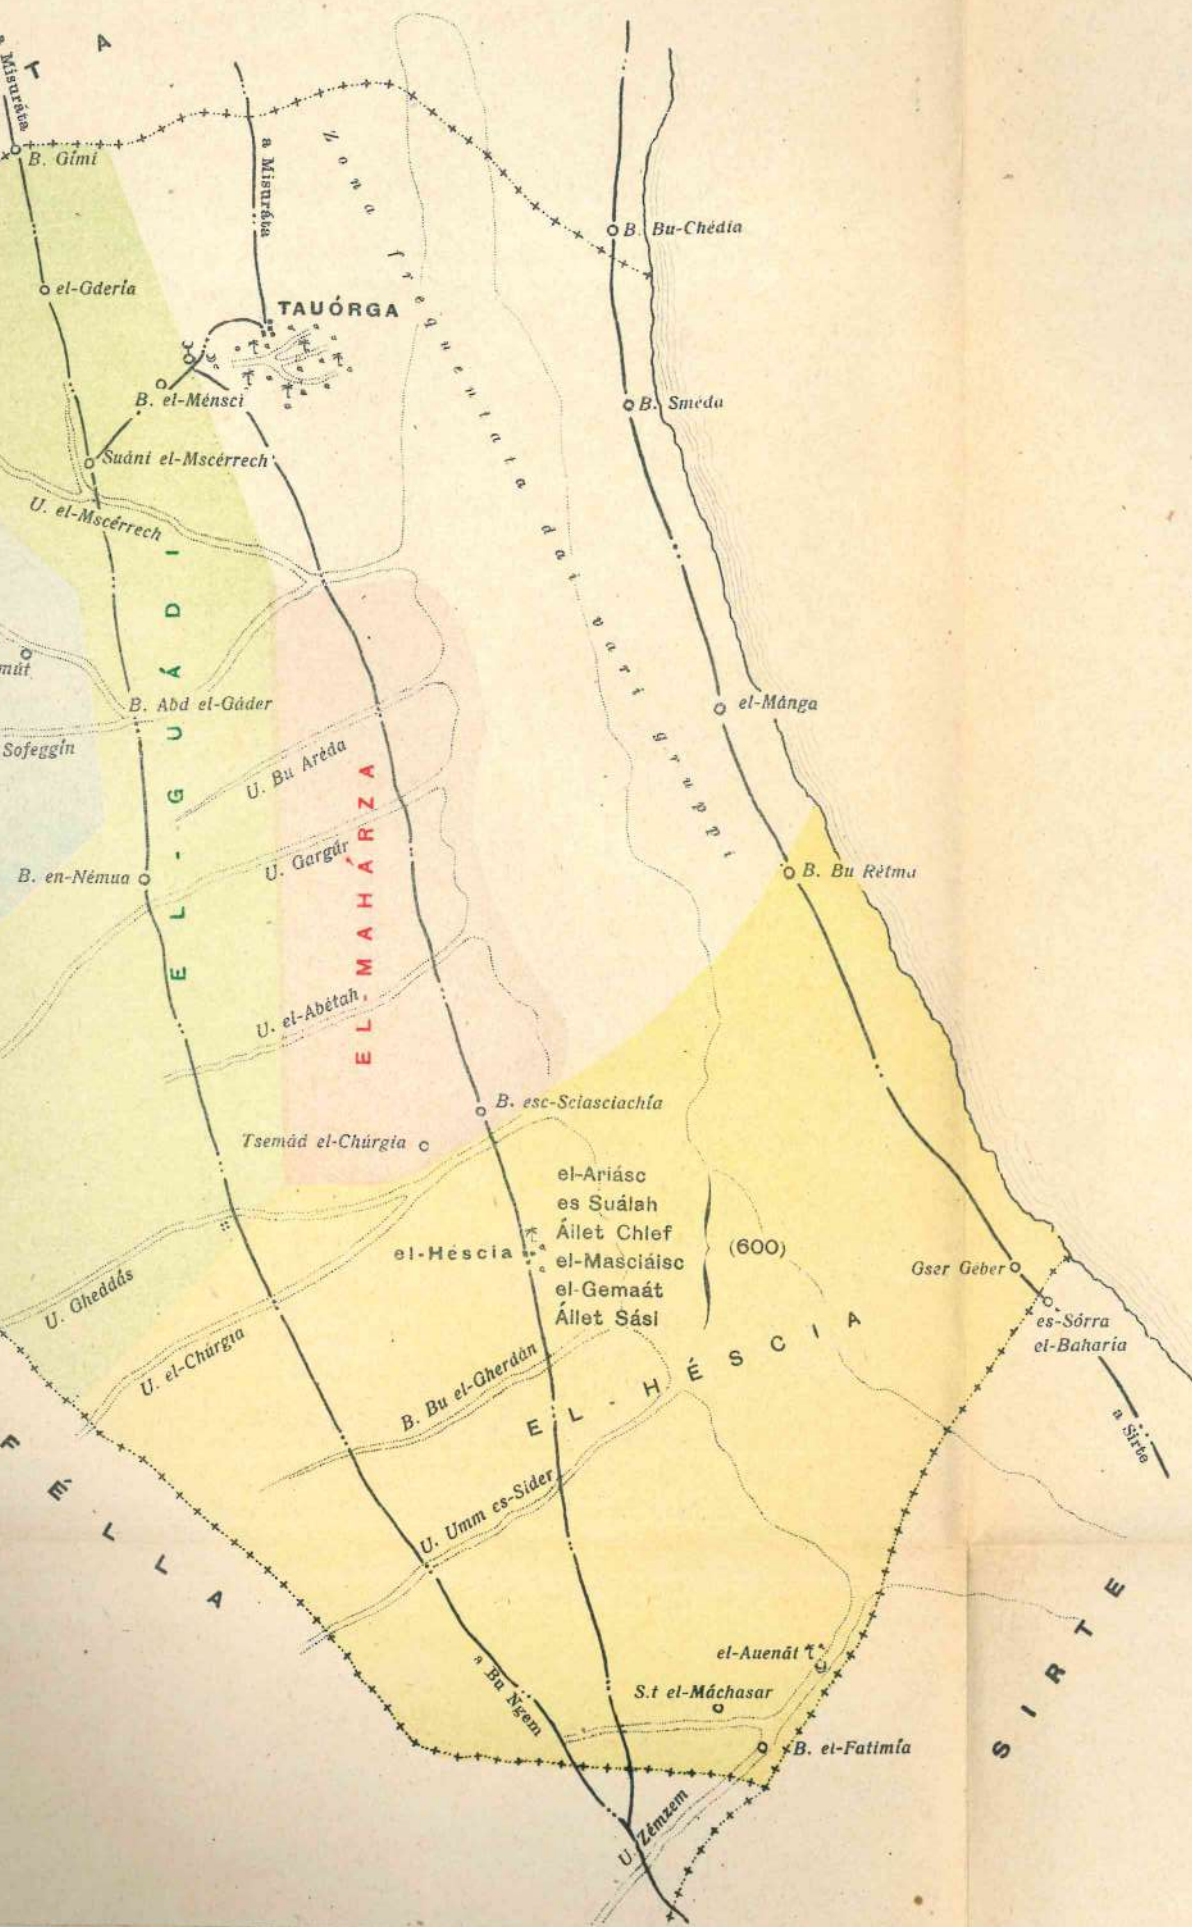 T A
a Misuráta
B. Gími
a Misuráta
Zona frequentata dai vari gruppi
B. Bu-Chédia
el-Gdería
TAUÓRGA
B. el-Ménsci
B. Sméda
Suáni el-Mscérrech
U. el-Mscérrech
EL-GUÁDI
mút
B. Abd el-Gáder
el-Mánga
Sofeggín
U. Bu Aréda
EL MAHÁRZA
U. Gargúr
B. en-Némua
B. Bu Rétma
U. el-Abétah
B. esc-Sciasciachía
Tsemád el-Chúrgia
el-Ariásc
es Suálah
Áilet Chlef
el-Masciáisc
el-Gemaát
Áilet Sási
(600)
el-Héscia
Gser Géber
U. Gheddás
es-Sórra
el-Baharía
U. el-Chúrgia
B. Bu el-Gherdán
EL-HÉSCIA
a Sirte
FÉLLA
U. Umm es-Sider
SIRTE
el-Auenát
a Bu Ngem
S.t el-Máchasar
B. el-Fatimía
U. Zémzem